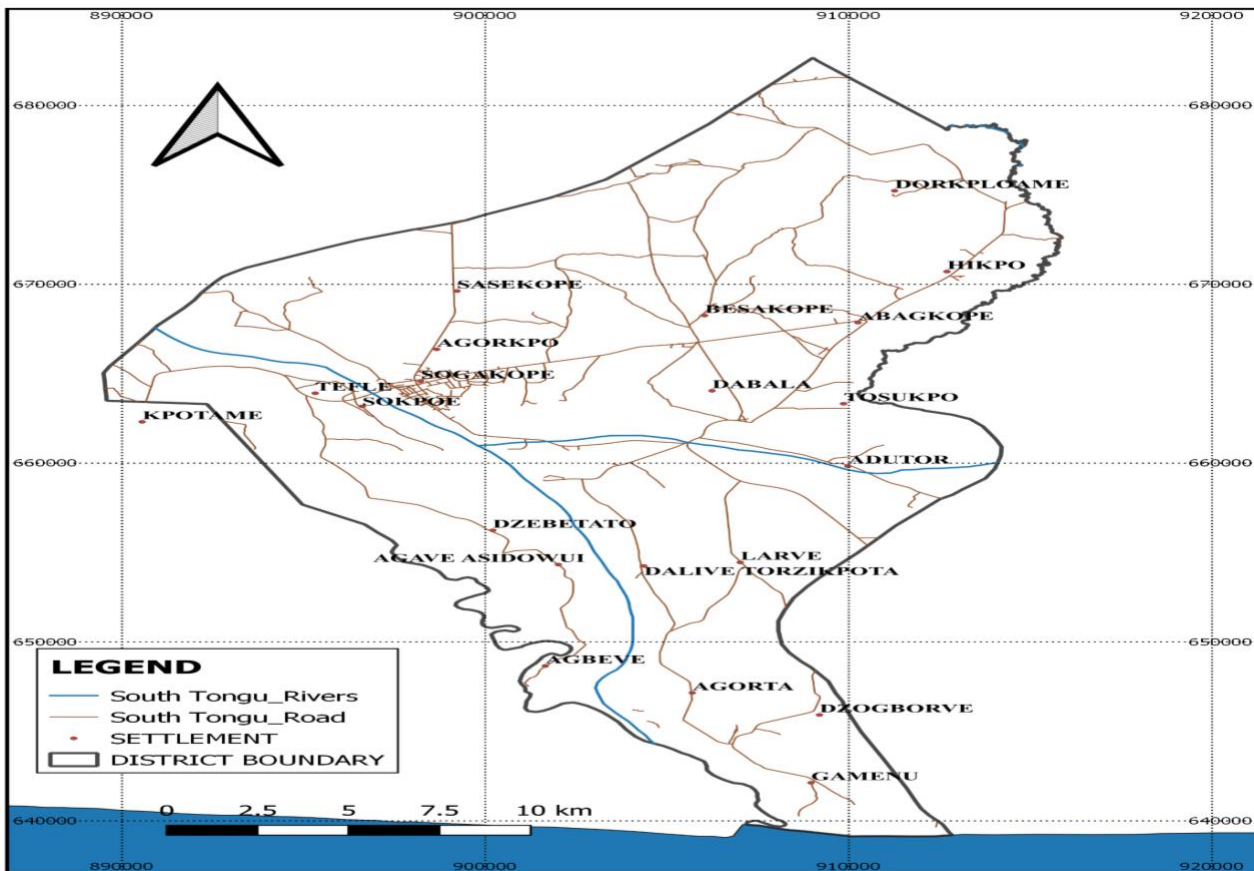 890000 900000 910000 920000
680000 680000
DORKPLOAME
HIKPO
670000 670000
SASEKOPE
BESAKOPE
ABAGKOPE
AGORKPO
SOGAKOPE
TEFLE
DABALA
SOKPOE
TOSUKPO
KPOTAME
660000 660000
ADUTOR
DZEBETATO
AGAVE ASIDOWUI
LARVE
DALIVE TORZIKPOTA
650000 650000
AGBEVE
AGORTA
DZOGBORVE
GAMENU
LEGEND
South Tongu_Rivers
South Tongu_Road
SETTLEMENT
DISTRICT BOUNDARY
0 2.5 5 7.5 10 km
640000 640000
890000 900000 910000 920000